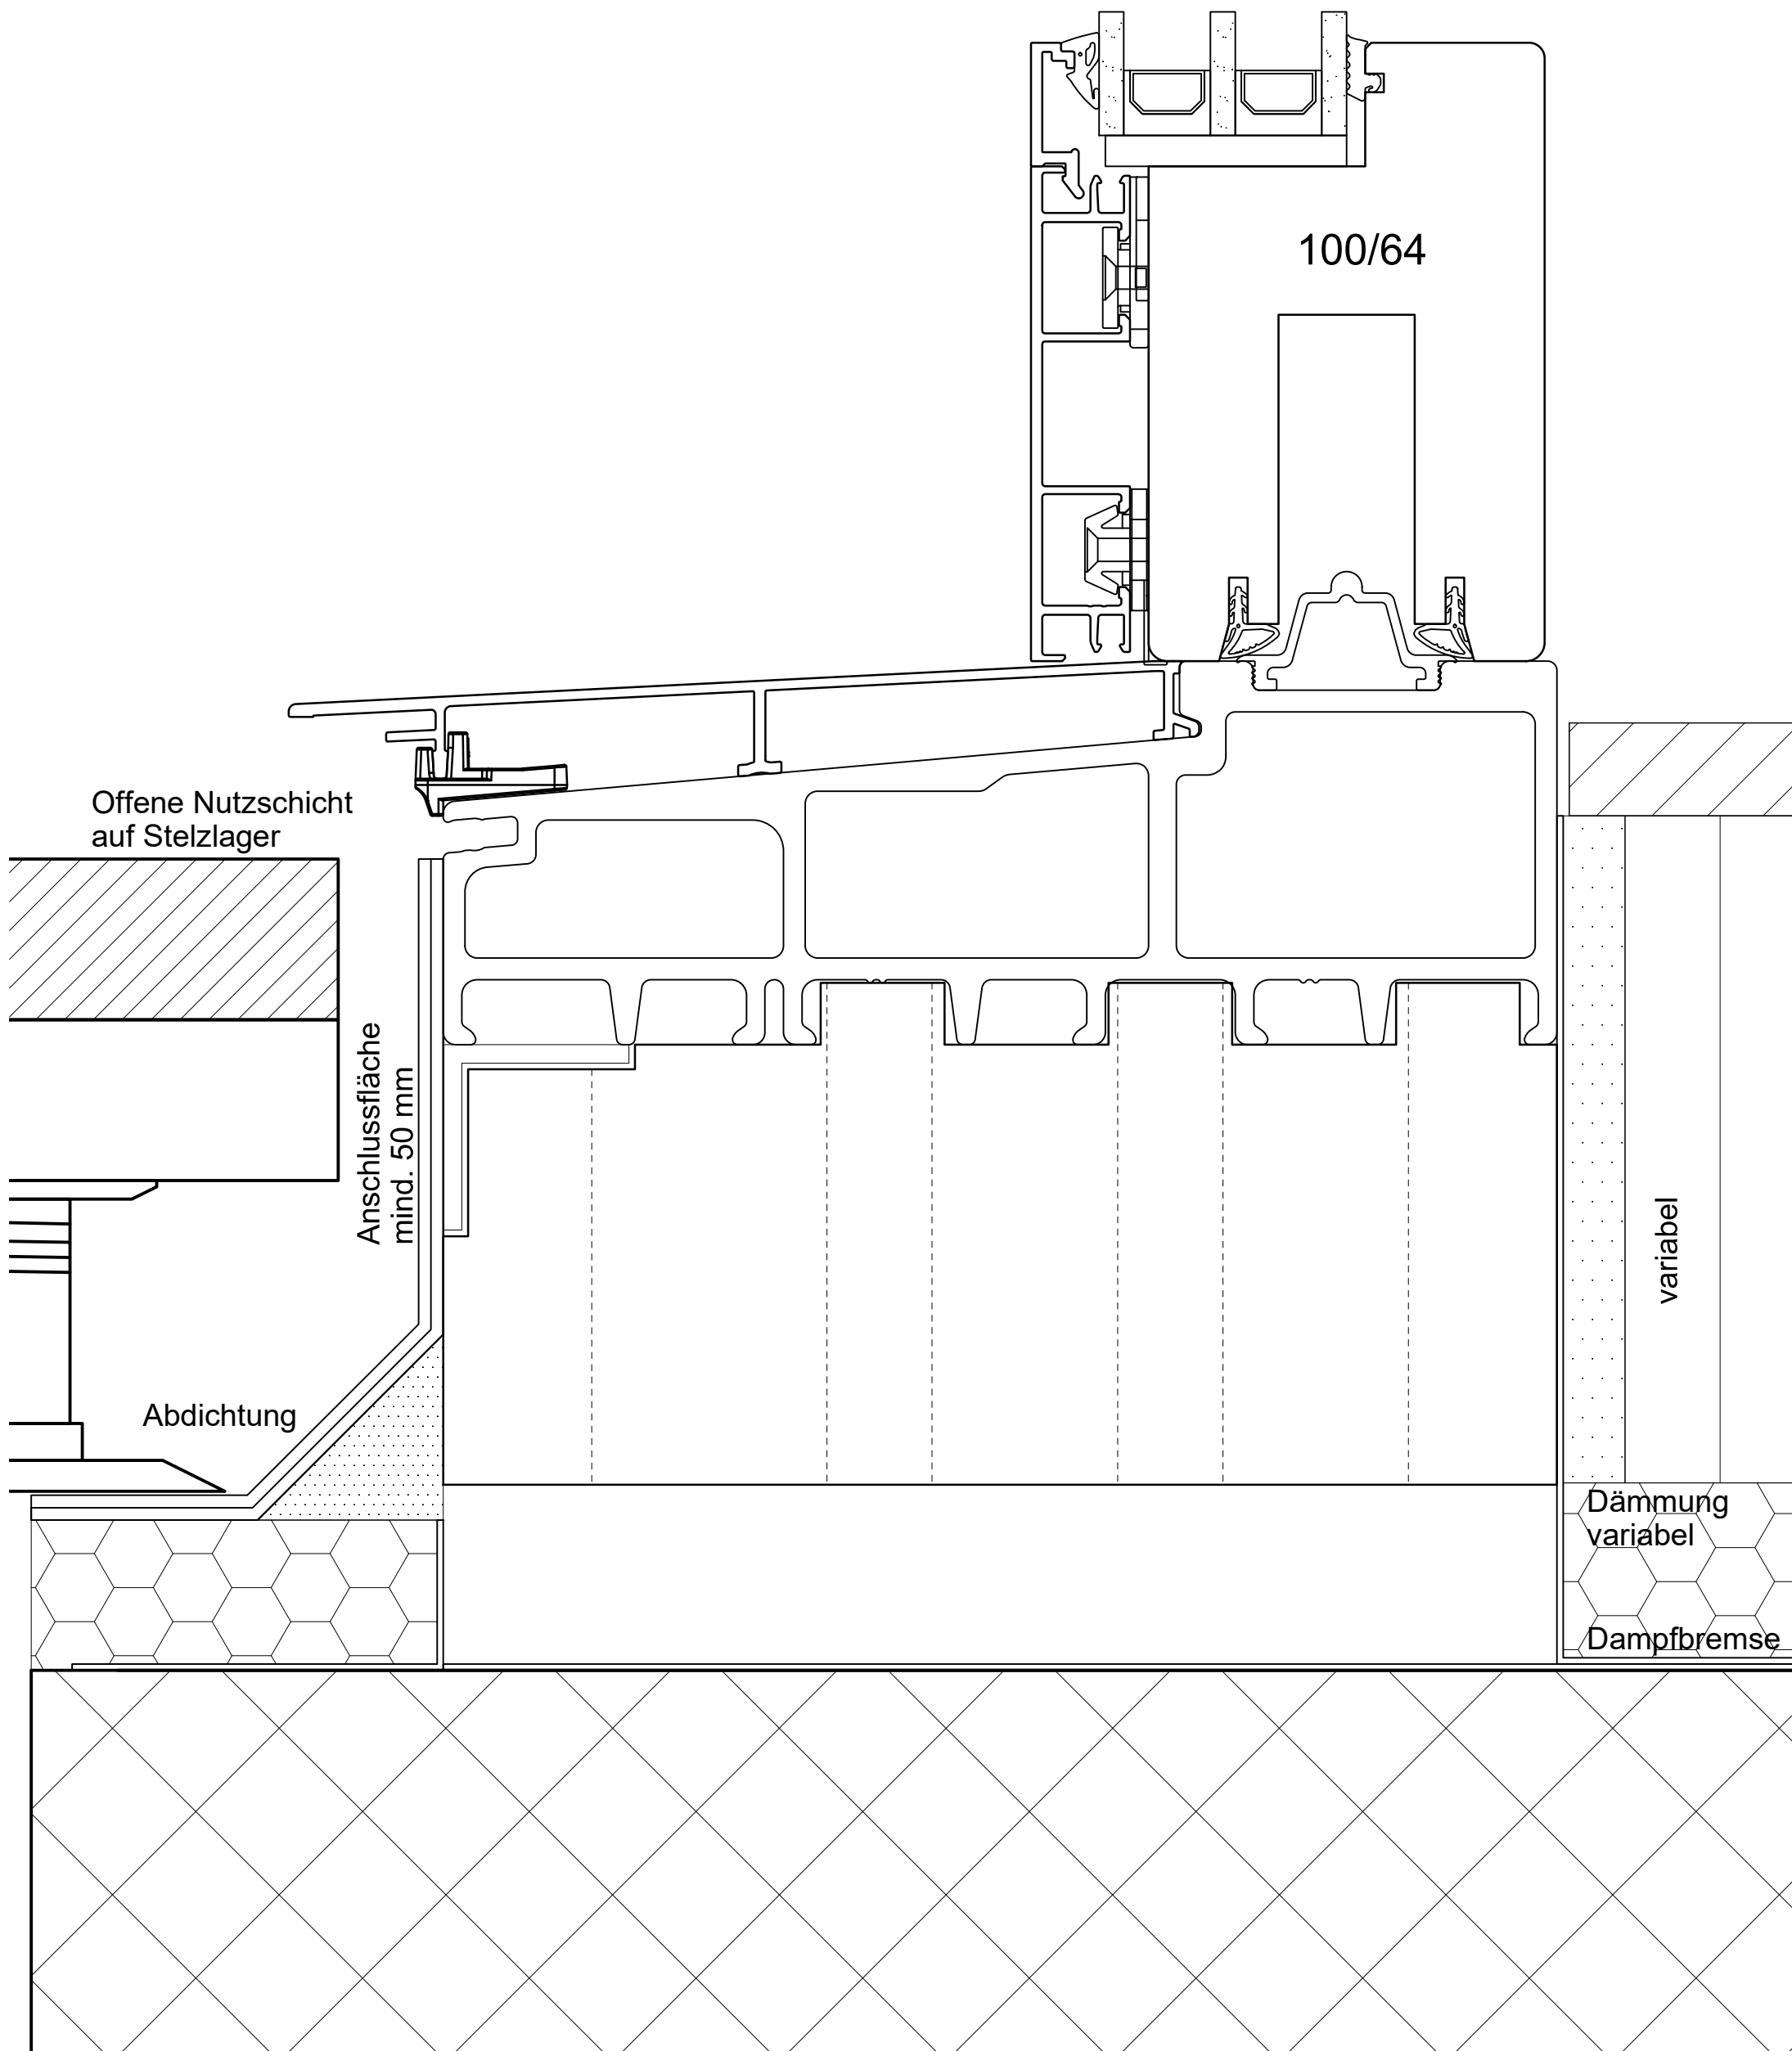 100/64
Offene Nutzschicht
auf Stelzlager
Anschlussfläche
mind. 50 mm
variabel
Abdichtung
Dämmung
variabel
Dampfbremse